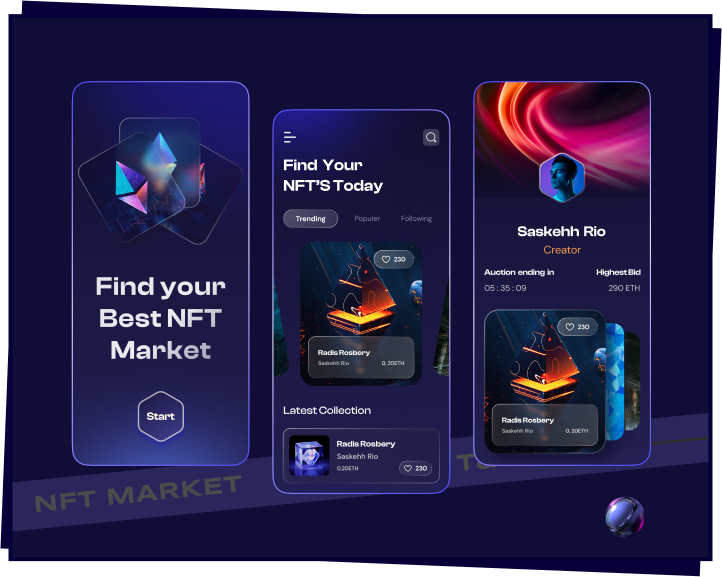 Find your
Best NFT
Market
Start
Find Your
NFT'S Today
Trending
Populer
Following
230
Radis Rosbery
Saskehh Rio
0, 20ETH
Latest Collection
Radis Rosbery
Saskehh Rio
0,20ETH
230
Saskehh Rio
Creator
Auction ending in
Highest Bid
05 : 35 : 09
290 ETH
230
Radis Rosbery
Saskehh Rio
0, 20ETH
NFT MARKET